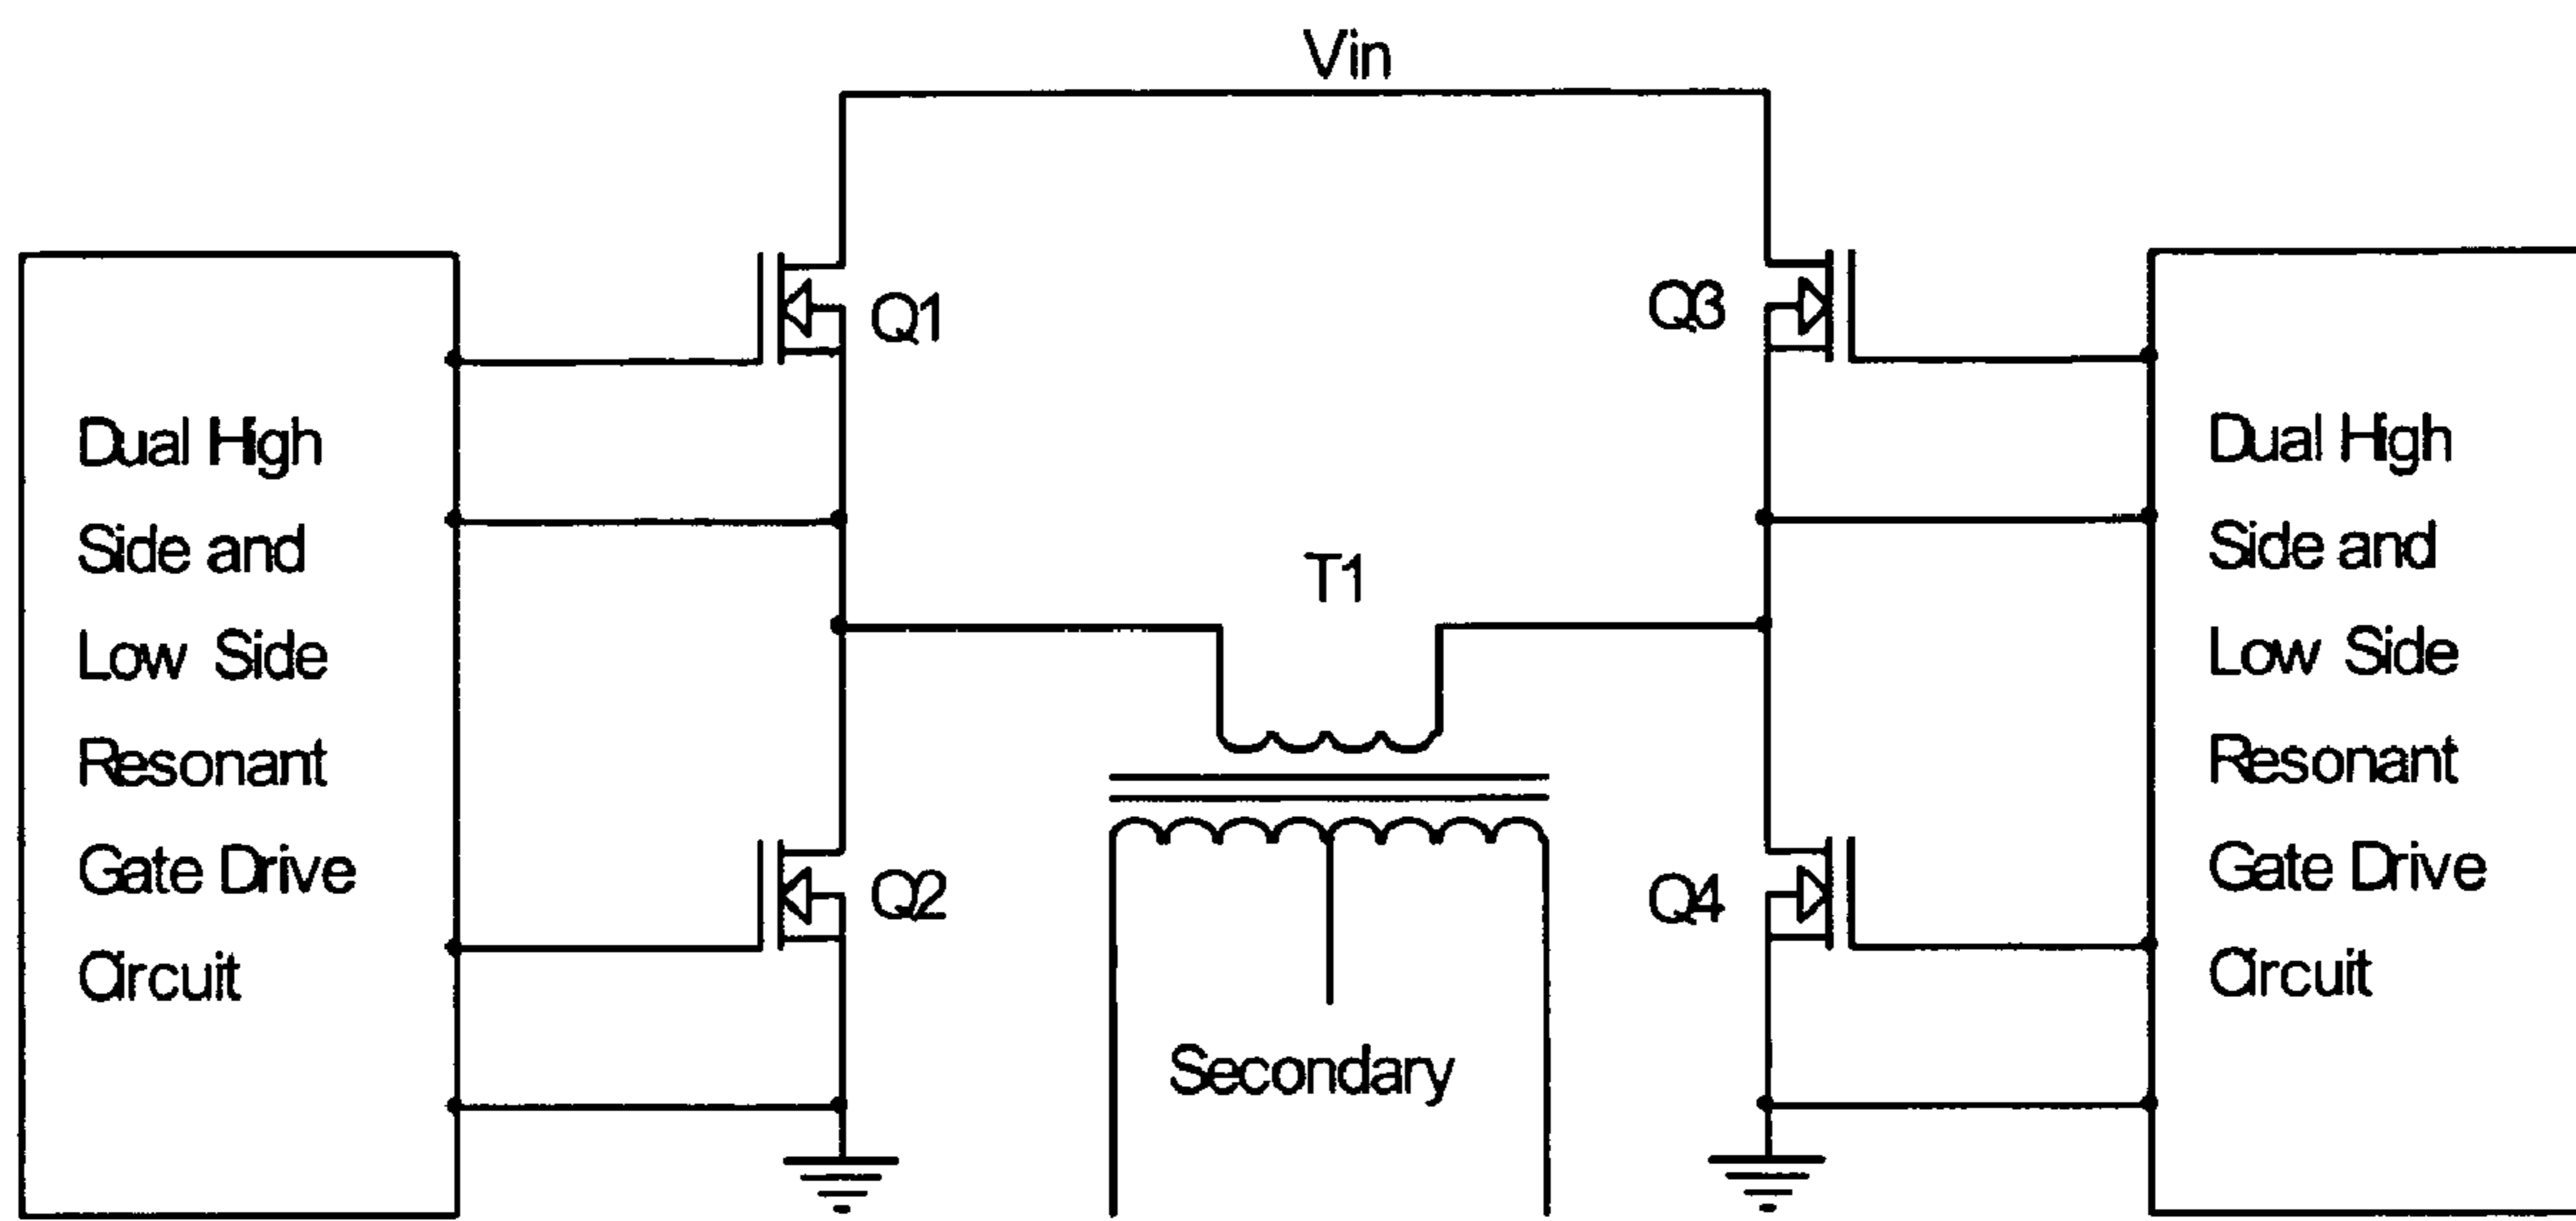 Vin
Q1
Q3
Dual High
Side and
Low Side
Resonant
Gate Drive
Circuit
T1
Dual High
Side and
Low Side
Resonant
Gate Drive
Circuit
Q2
Q4
Secondary